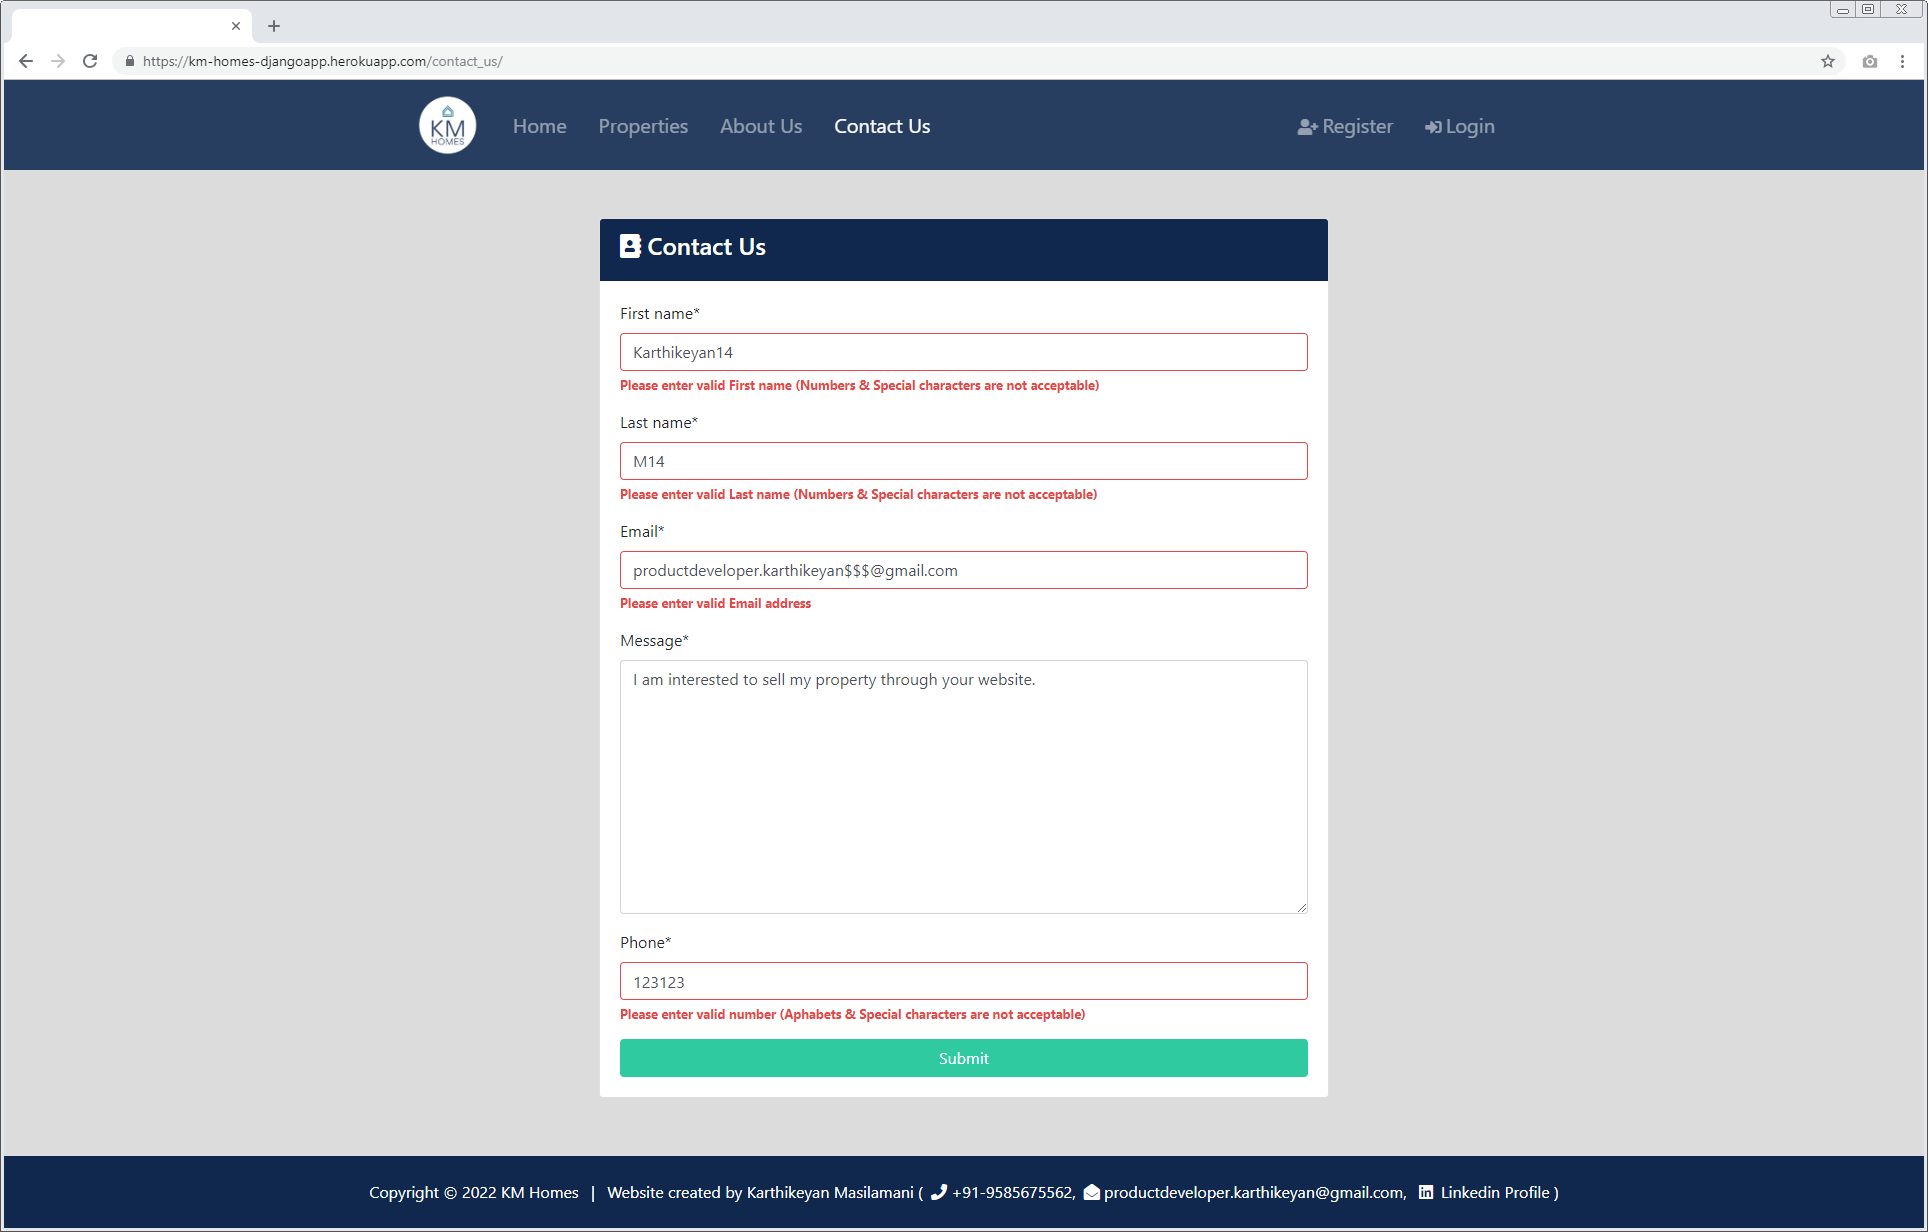 https://km-homes-djangoapp.herokuapp.com/contact_us/
KM HOMES
Home Properties About Us Contact Us Register Login
Contact Us
First name*
Karthikeyan14
Please enter valid First name (Numbers & Special characters are not acceptable)
Last name*
M14
Please enter valid Last name (Numbers & Special characters are not acceptable)
Email*
productdeveloper.karthikeyan$$$@gmail.com
Please enter valid Email address
Message*
I am interested to sell my property through your website.
Phone*
123123
Please enter valid number (Aphabets & Special characters are not acceptable)
Submit
Copyright © 2022 KM Homes | Website created by Karthikeyan Masilamani ( +91-9585675562, productdeveloper.karthikeyan@gmail.com, Linkedin Profile )